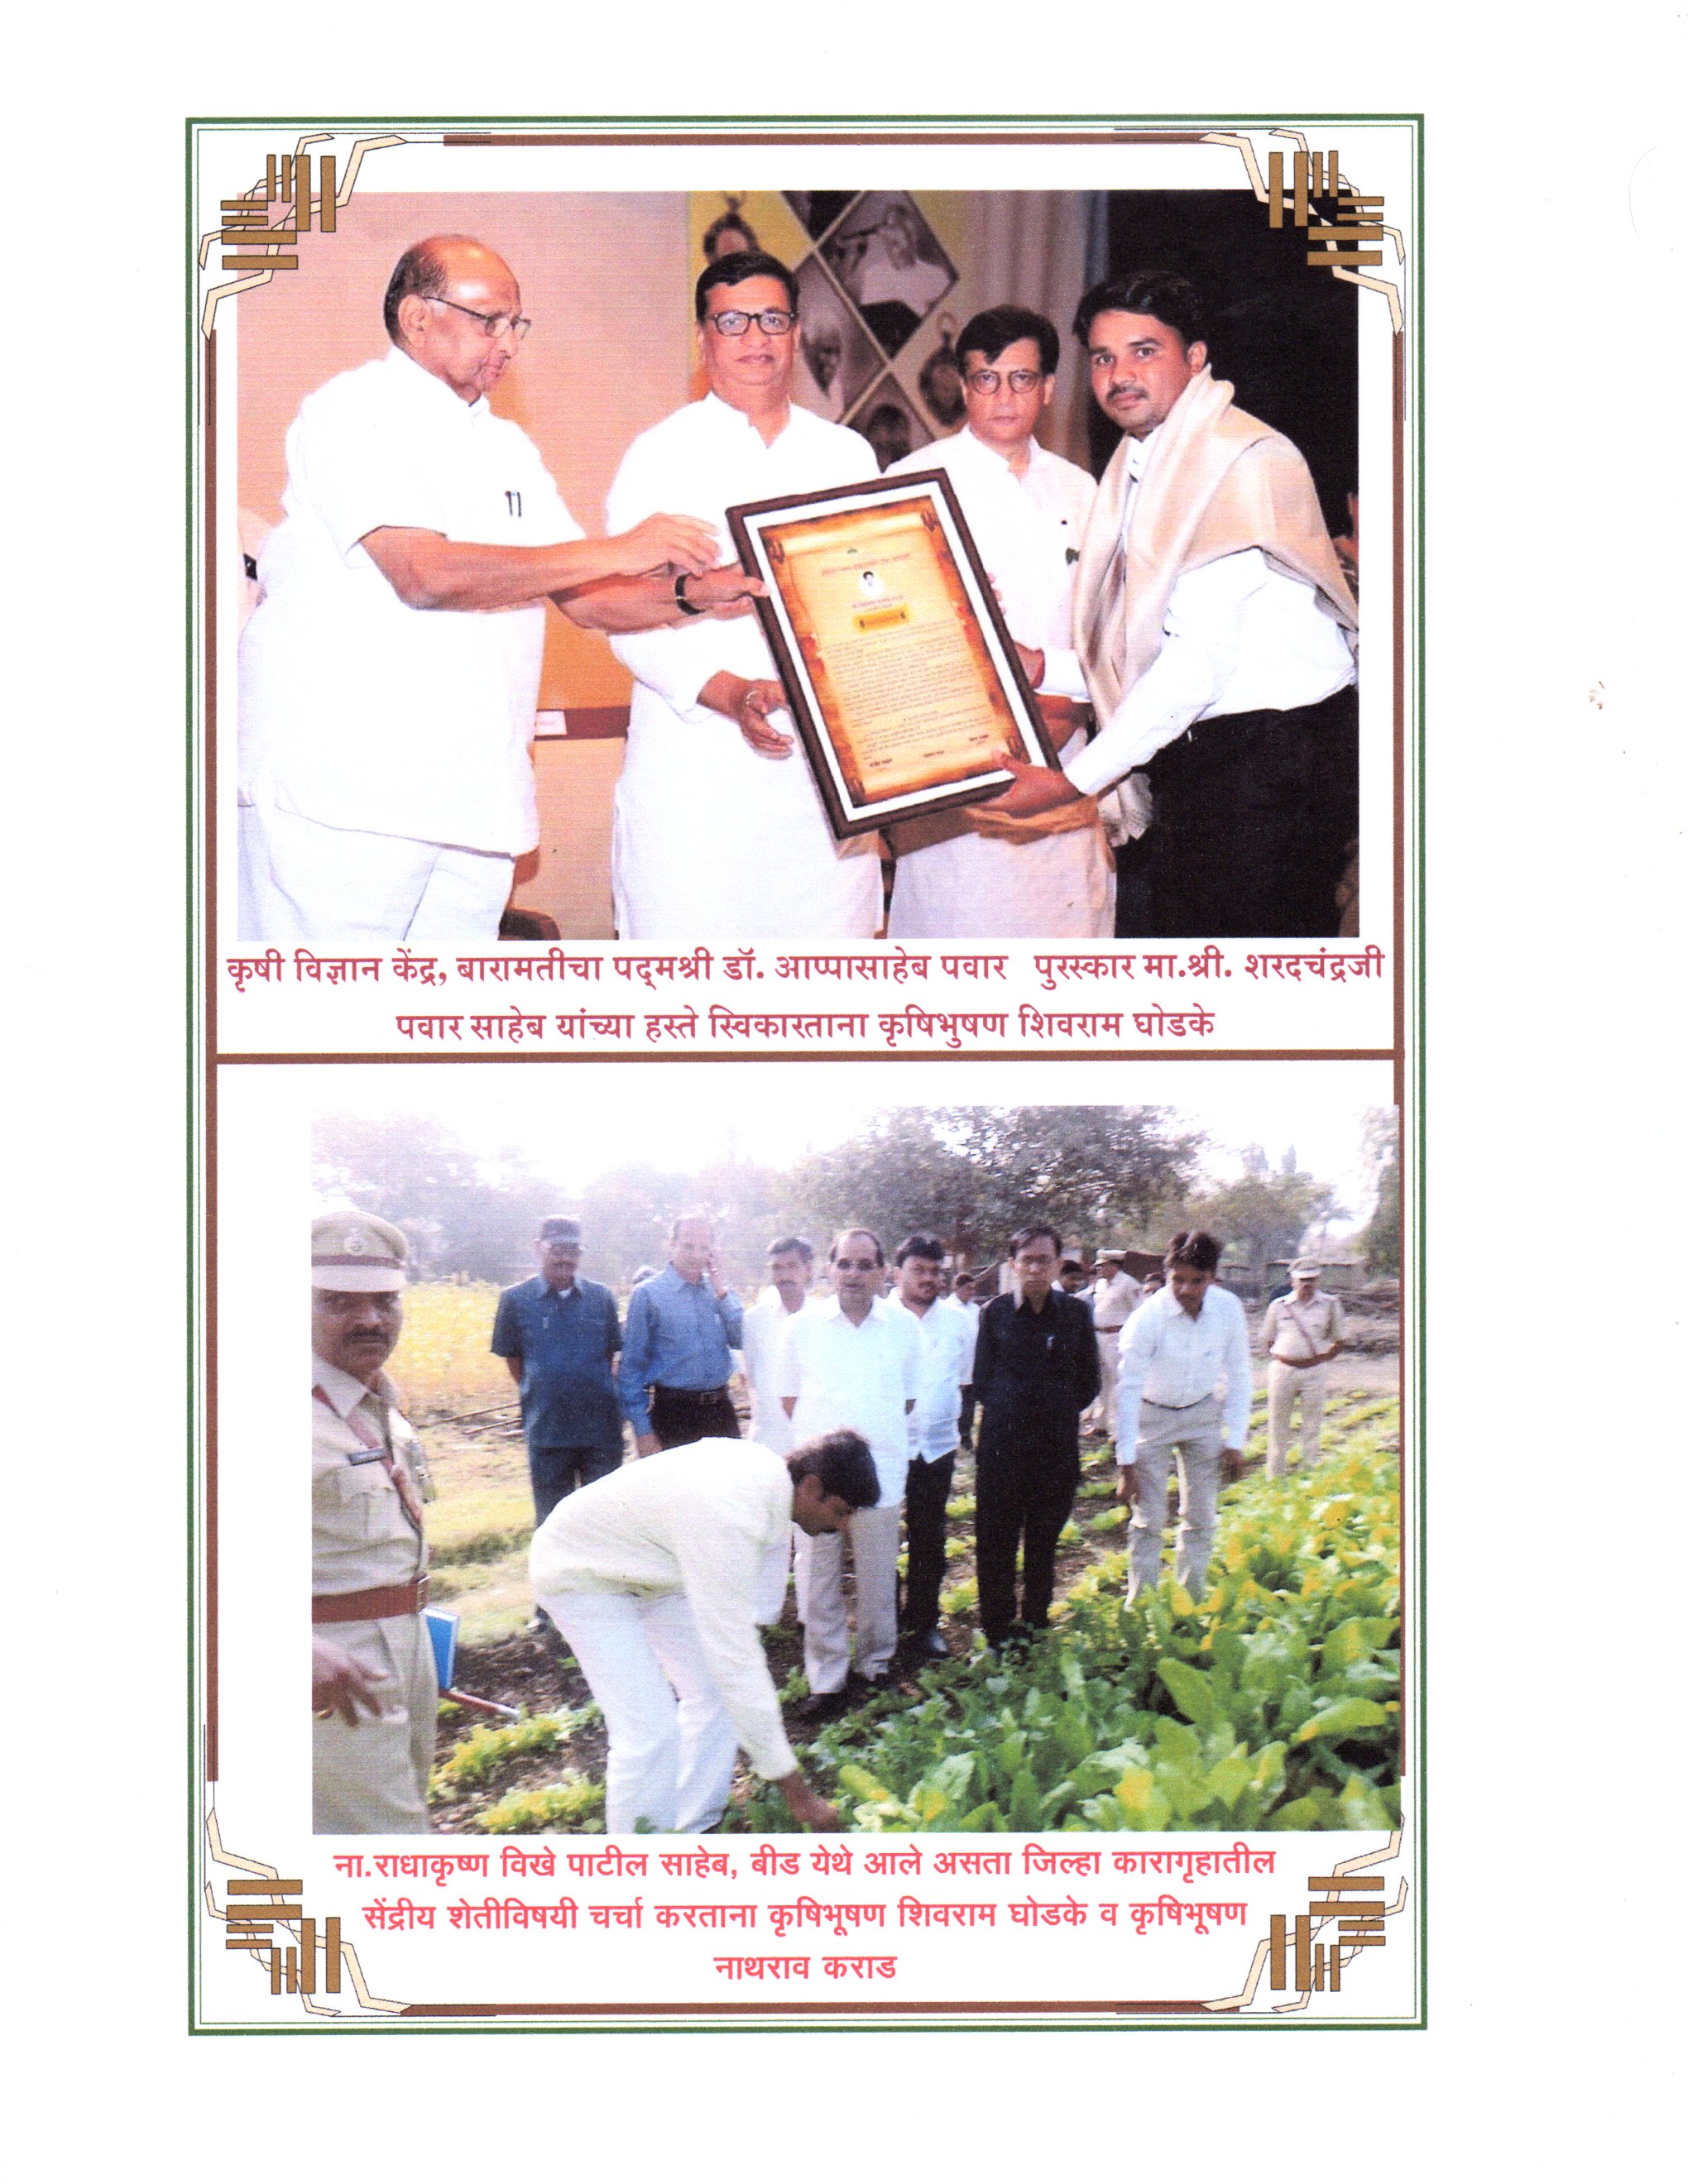 कृषी विज्ञान केंद्र, बारामतीचा पद्मश्री डॉ. आप्पासाहेब पवार पुरस्कार मा.श्री. शरदचंद्रजी
पवार साहेब यांच्या हस्ते स्विकारताना कृषिभुषण शिवराम घोडके
ना.राधाकृष्ण विखे पाटील साहेब, बीड येथे आले असता जिल्हा कारागृहातील
सेंद्रीय शेतीविषयी चर्चा करताना कृषिभूषण शिवराम घोडके व कृषिभूषण
नाथराव कराड